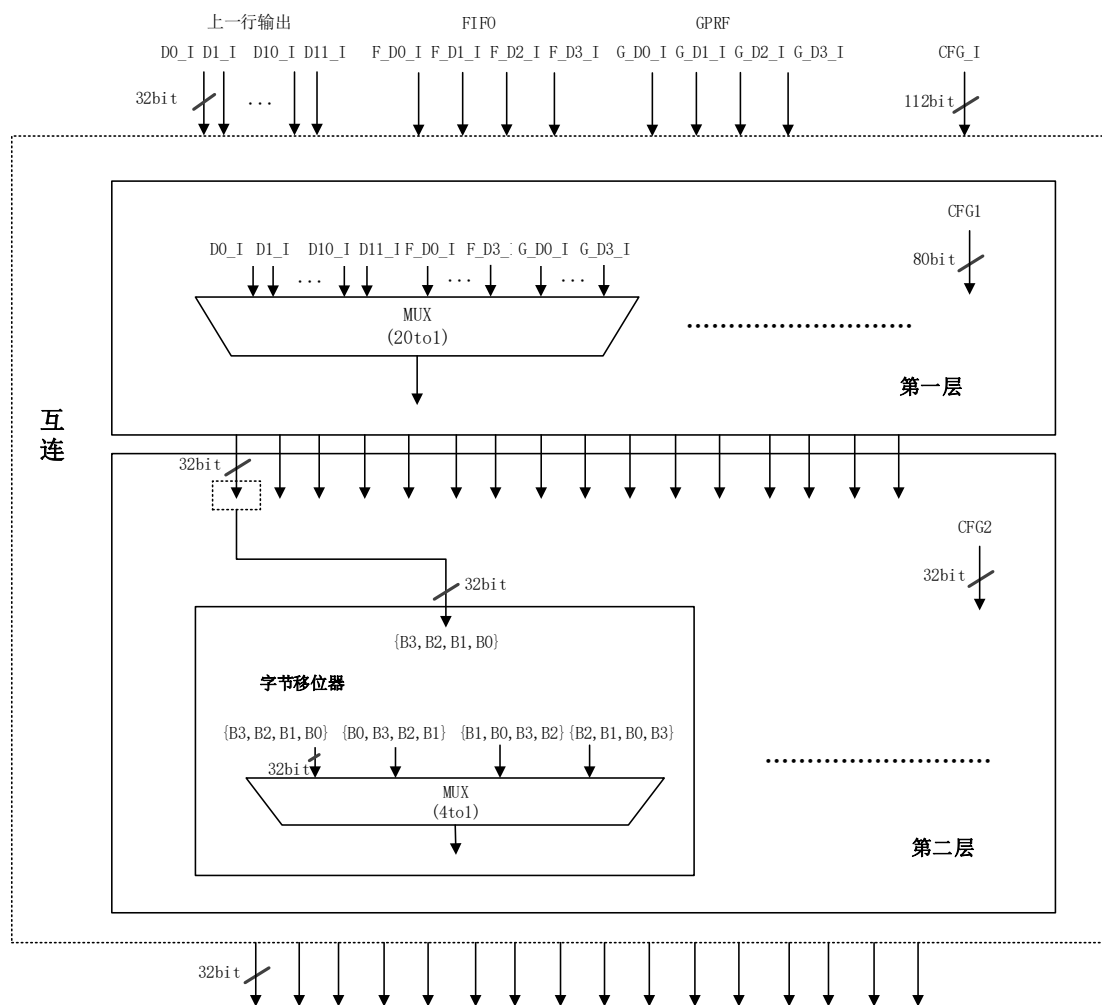 上一行输出 FIFO GPRF
D0_I D1_I D10_I D11_I F_D0_I F_D1_I F_D2_I F_D3_I G_D0_I G_D1_I G_D2_I G_D3_I CFG_I
32bit ... 112bit
CFG1
D0_I D1_I D10_I D11_I F_D0_I F_D3_I G_D0_I G_D3_I 80bit
... ... ...
MUX
(20to1)
第一层
互连
32bit
CFG2
32bit 32bit
{B3,B2,B1,B0}
字节移位器
{B3,B2,B1,B0} {B0,B3,B2,B1} {B1,B0,B3,B2} {B2,B1,B0,B3}
32bit
MUX
(4to1)
第二层
32bit